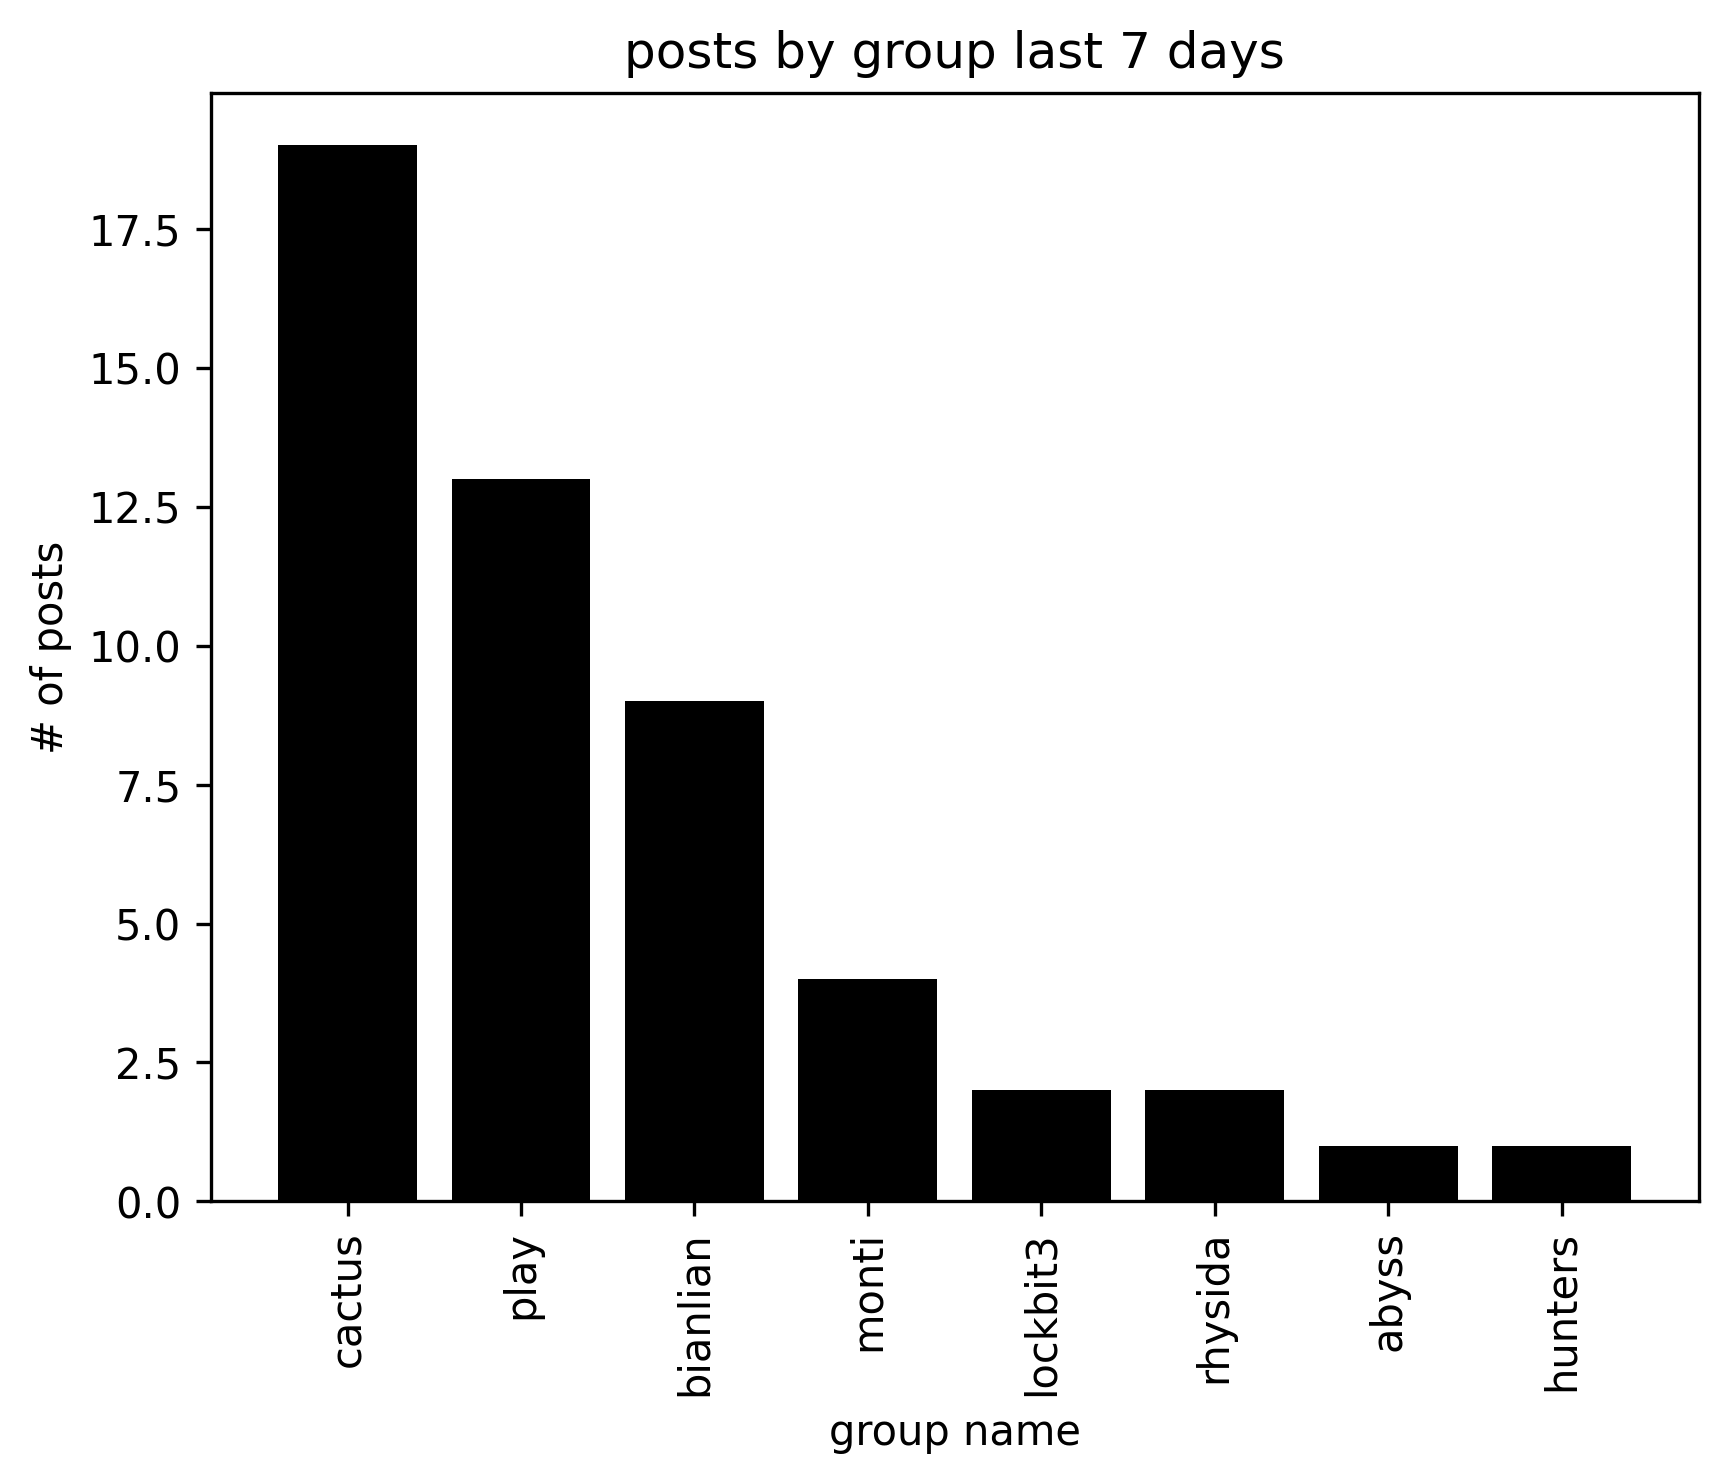 posts by group last 7 days
17.5
15.0
12.5
10.0
7.5
5.0
2.5
0.0
# of posts
cactus
play
bianlian
monti
lockbit3
rhysida
abyss
hunters
group name